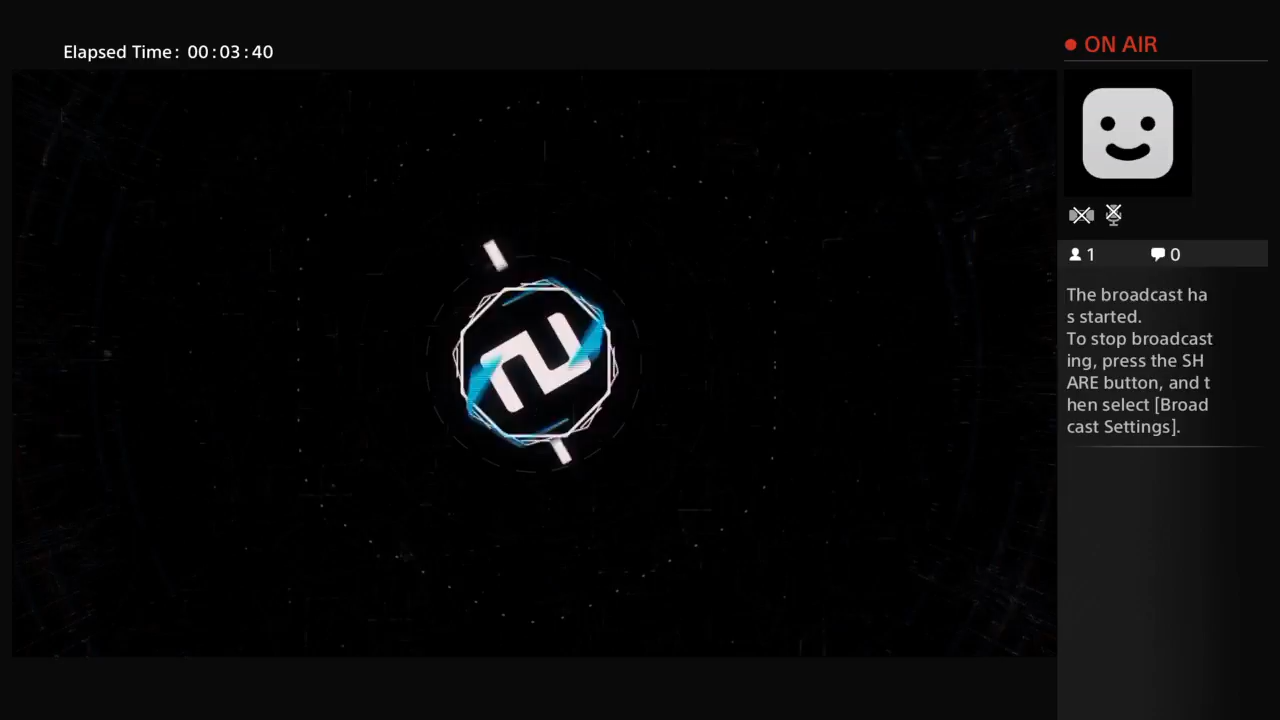 Elapsed Time: 00:03:40
ON AIR
1
0
The broadcast ha
s started.
To stop broadcast
ing, press the SH
ARE button, and t
hen select [Broad
cast Settings].